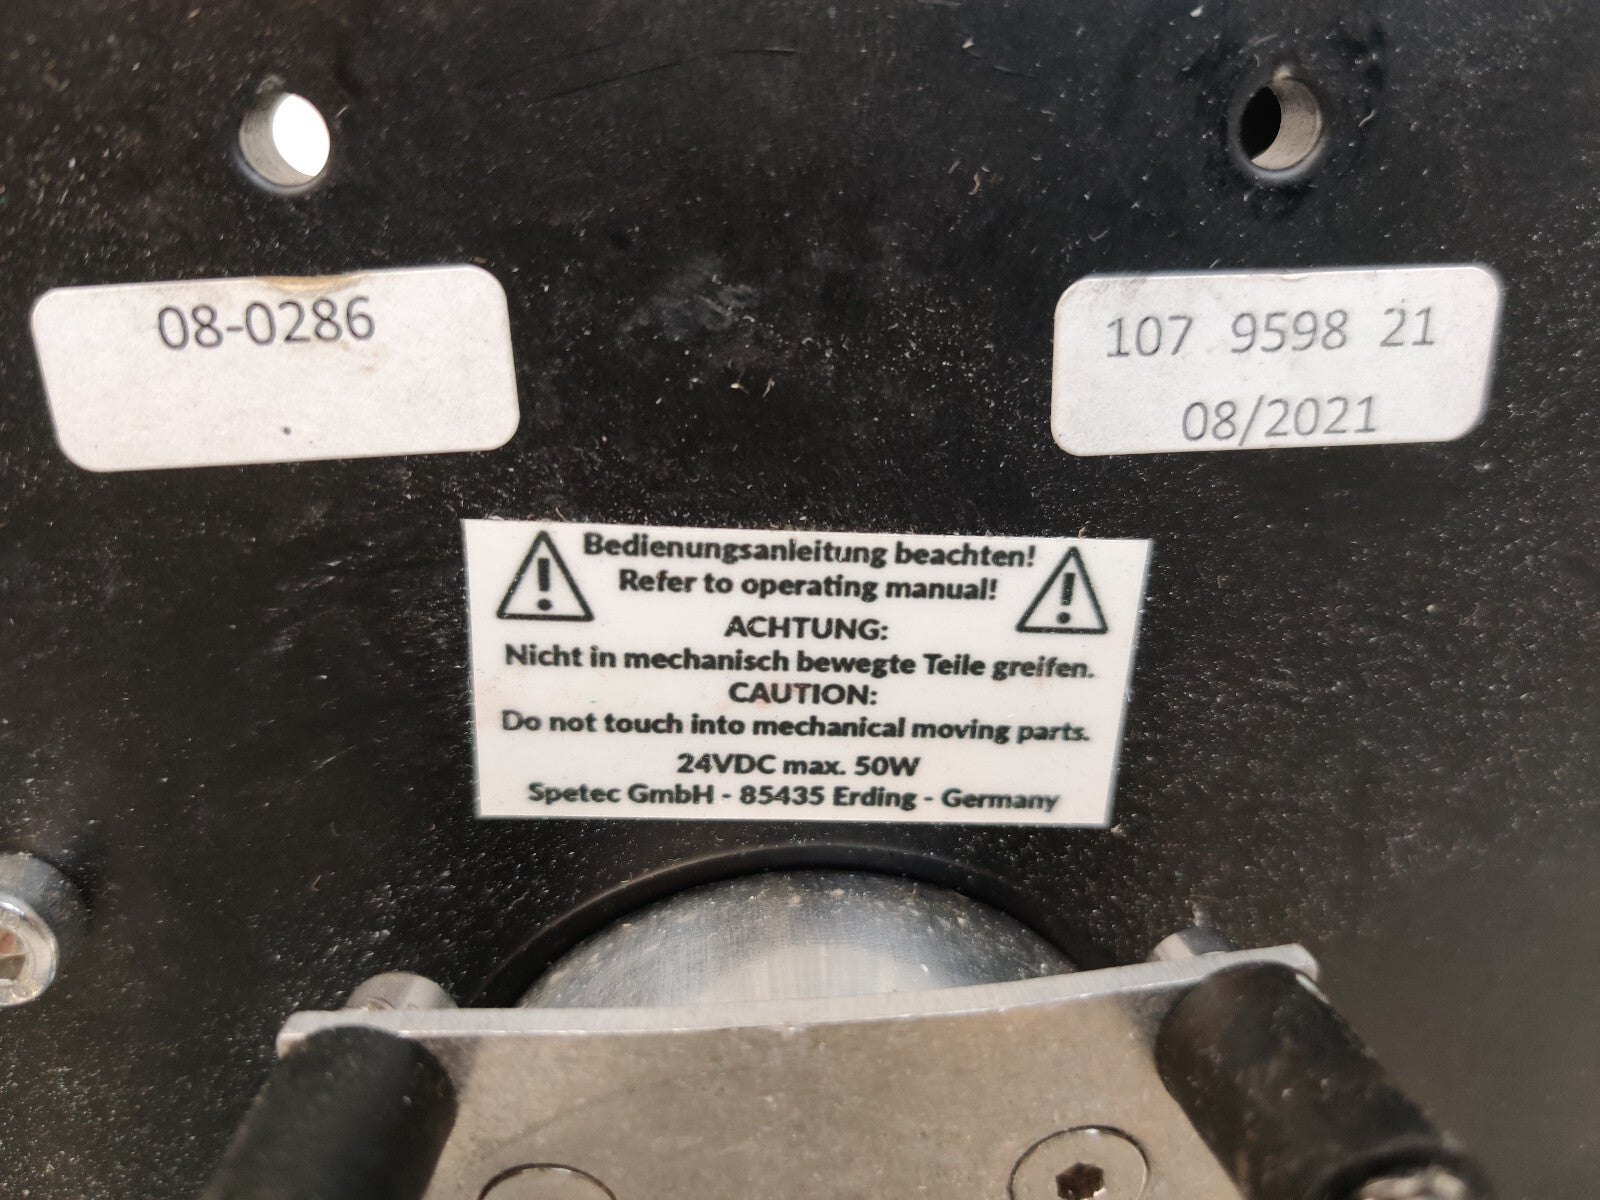 08-0286
107 9598 21
08/2021
Bedienungsanleitung beachten!
Refer to operating manual!
ACHTUNG:
Nicht in mechanisch bewegte Teile greifen.
CAUTION:
Do not touch into mechanical moving parts.
24VDC max. 50W
Spetec GmbH - 85435 Erding - Germany